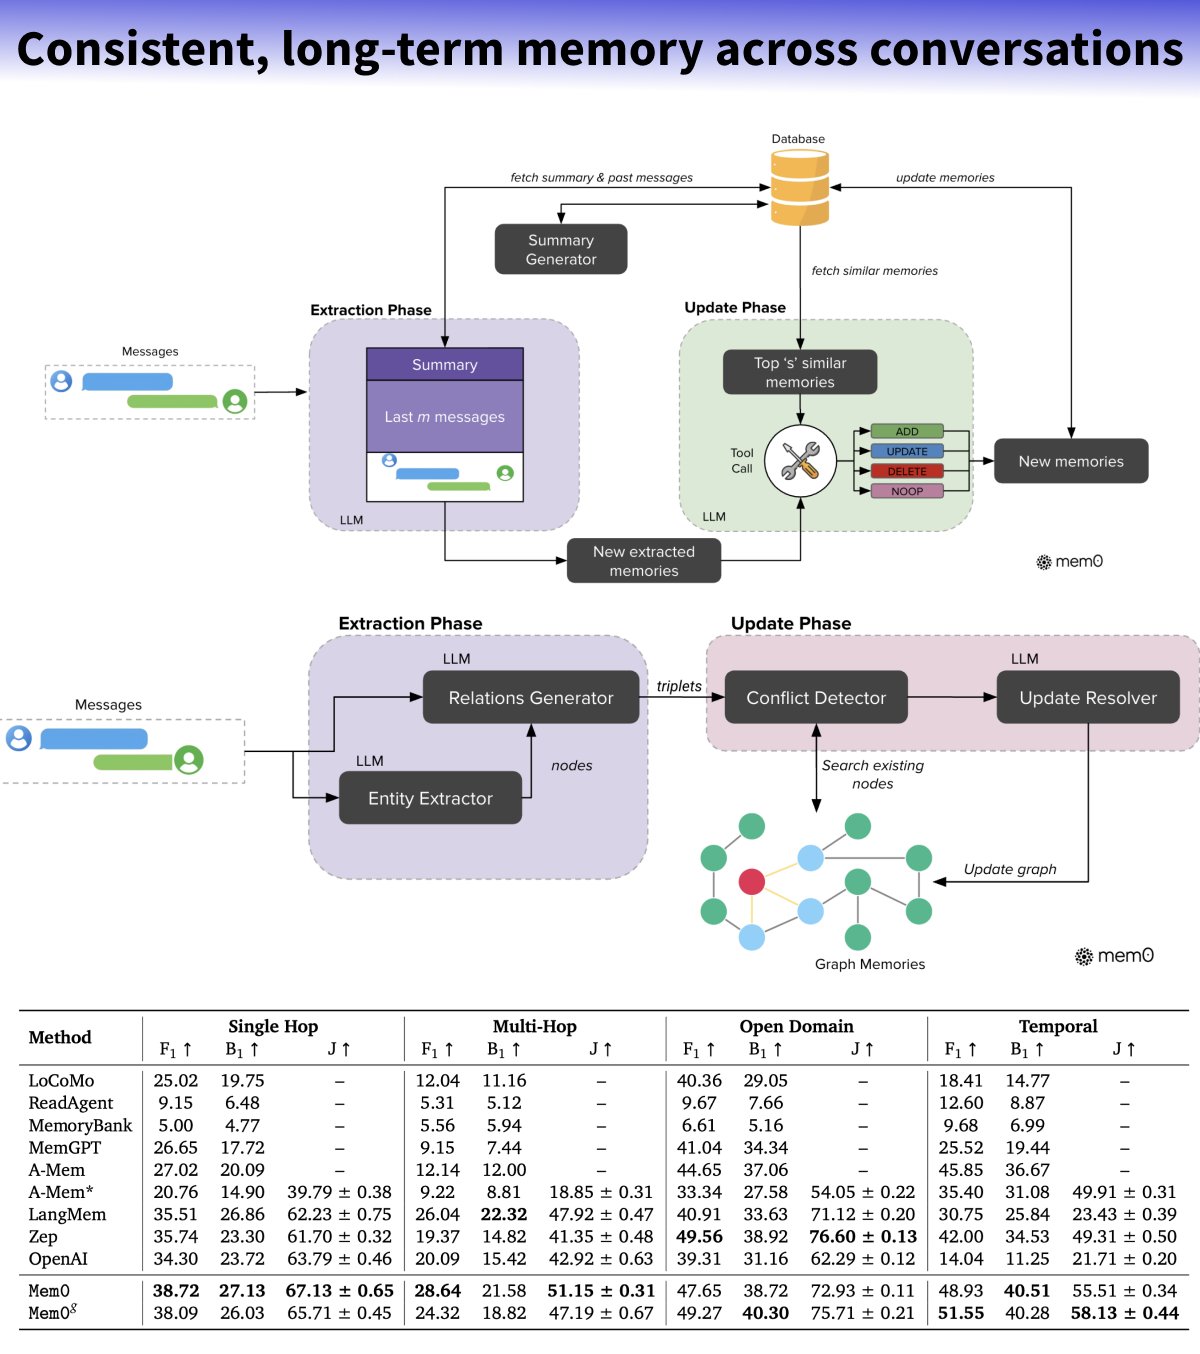 Consistent, long-term memory across conversations
Database
fetch summary & past messages
update memories
Summary
Generator
fetch similar memories
Extraction Phase
Update Phase
Messages
Summary
Last m messages
LLM
Top ‘s’ similar
memories
Tool
Call
ADD
UPDATE
DELETE
NOOP
LLM
New memories
New extracted
memories
mem0
Extraction Phase
Update Phase
Messages
LLM
Relations Generator
LLM
Entity Extractor
nodes
triplets
Conflict Detector
LLM
Update Resolver
Search existing
nodes
Update graph
Graph Memories
mem0
Method Single Hop Multi-Hop Open Domain Temporal
F1 ↑ B1 ↑ J ↑ F1 ↑ B1 ↑ J ↑ F1 ↑ B1 ↑ J ↑ F1 ↑ B1 ↑ J ↑
LoCoMo 25.02 19.75 – 12.04 11.16 – 40.36 29.05 – 18.41 14.77 –
ReadAgent 9.15 6.48 – 5.31 5.12 – 9.67 7.66 – 12.60 8.87 –
MemoryBank 5.00 4.77 – 5.56 5.94 – 6.61 5.16 – 9.68 6.99 –
MemGPT 26.65 17.72 – 9.15 7.44 – 41.04 34.34 – 25.52 19.44 –
A-Mem 27.02 20.09 – 12.14 12.00 – 44.65 37.06 – 45.85 36.67 –
A-Mem* 20.76 14.90 39.79 ± 0.38 9.22 8.81 18.85 ± 0.31 33.34 27.58 54.05 ± 0.22 35.40 31.08 49.91 ± 0.31
LangMem 35.51 26.86 62.23 ± 0.75 26.04 22.32 47.92 ± 0.47 40.91 33.63 71.12 ± 0.20 30.75 25.84 23.43 ± 0.39
Zep 35.74 23.30 61.70 ± 0.32 19.37 14.82 41.35 ± 0.48 49.56 38.92 76.60 ± 0.13 42.00 34.53 49.31 ± 0.50
OpenAI 34.30 23.72 63.79 ± 0.46 20.09 15.42 42.92 ± 0.63 39.31 31.16 62.29 ± 0.12 14.04 11.25 21.71 ± 0.20
Mem0 38.72 27.13 67.13 ± 0.65 28.64 21.58 51.15 ± 0.31 47.65 38.72 72.93 ± 0.11 48.93 40.51 55.51 ± 0.34
Mem0g 38.09 26.03 65.71 ± 0.45 24.32 18.82 47.19 ± 0.67 49.27 40.30 75.71 ± 0.21 51.55 40.28 58.13 ± 0.44